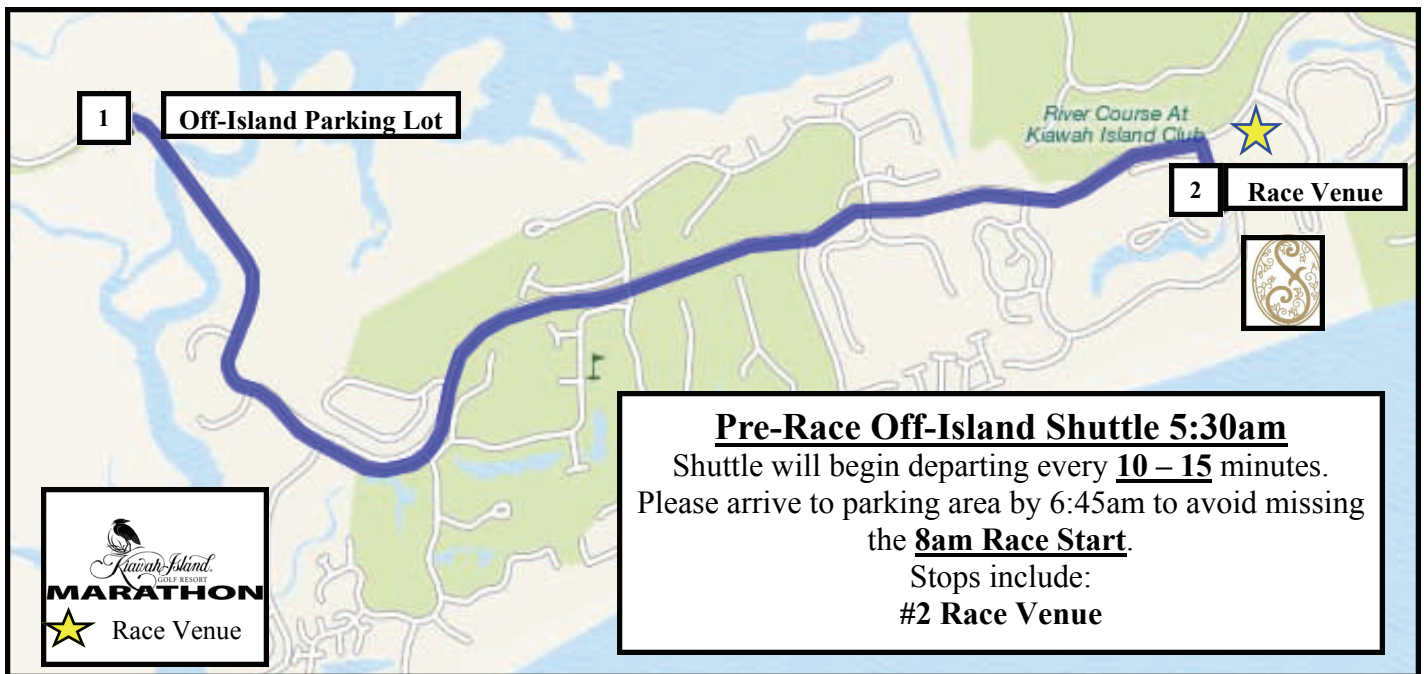 1
Off-Island Parking Lot
River Course At
Kiawah Island Club
2
Race Venue
Pre-Race Off-Island Shuttle 5:30am
Shuttle will begin departing every 10 – 15 minutes.
Please arrive to parking area by 6:45am to avoid missing
the 8am Race Start.
Stops include:
#2 Race Venue
Kiawah Island
GOLF RESORT
MARATHON
Race Venue